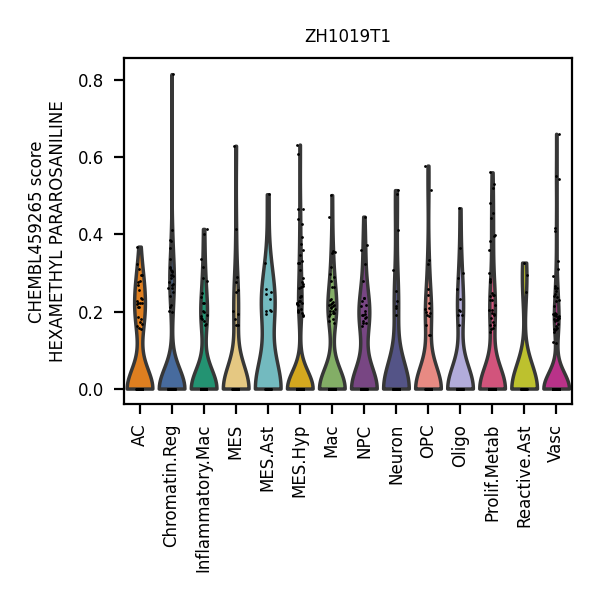 ZH1019T1
CHEMBL459265 score
HEXAMETHYL PARAROSANILINE
0.8
0.6
0.4
0.2
0.0
AC
Chromatin.Reg
Inflammatory.Mac
MES
MES.Ast
MES.Hyp
Mac
NPC
Neuron
OPC
Oligo
Prolif.Metab
Reactive.Ast
Vasc